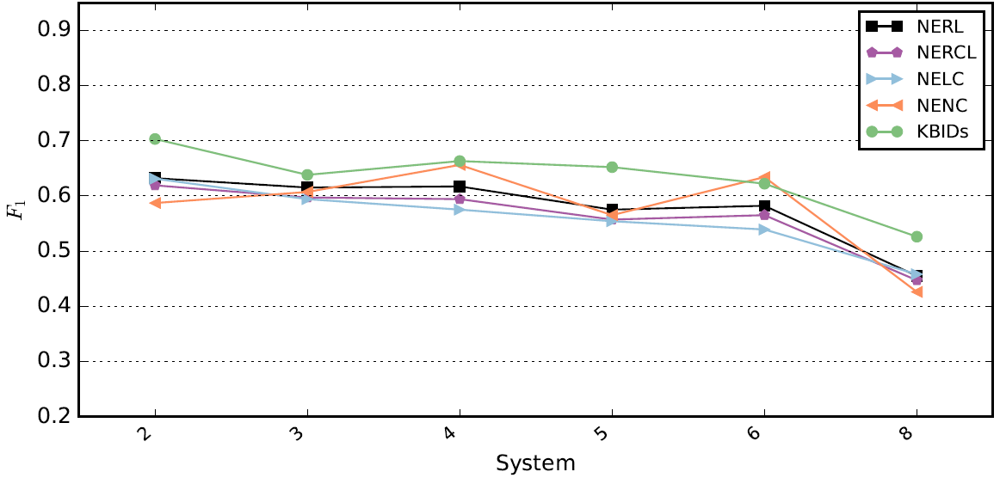 0.9
0.8
0.7
0.6
0.5
0.4
0.3
0.2
F1
2
3
4
5
6
8
System
NERL
NERCL
NELC
NENC
KBIDs